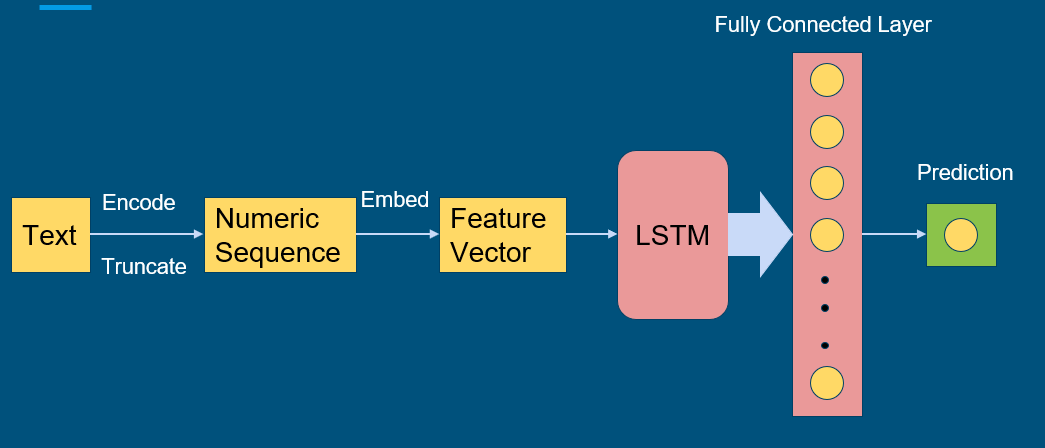 Fully Connected Layer
Prediction
Encode
Embed
Text
Numeric
Sequence
Feature
Vector
LSTM
Truncate